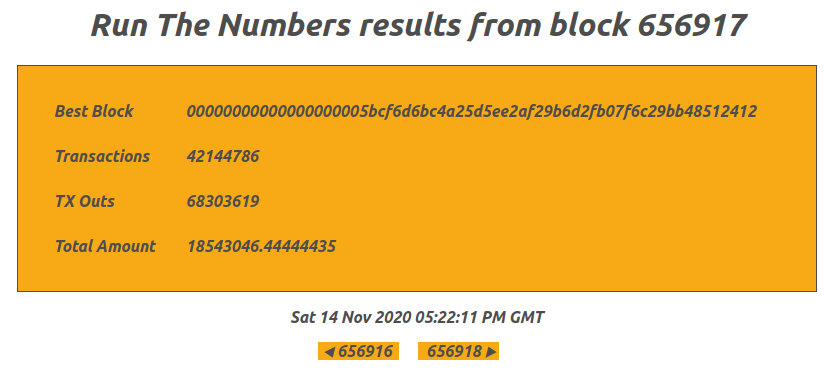 Run The Numbers results from block 656917
Best Block 00000000000000000005bcf6d6bc4a25d5ee2af29b6d2fb07f6c29bb48512412
Transactions 42144786
TX Outs 68303619
Total Amount 18543046.44444435
Sat 14 Nov 2020 05:22:11 PM GMT
◀ 656916 656918 ▶